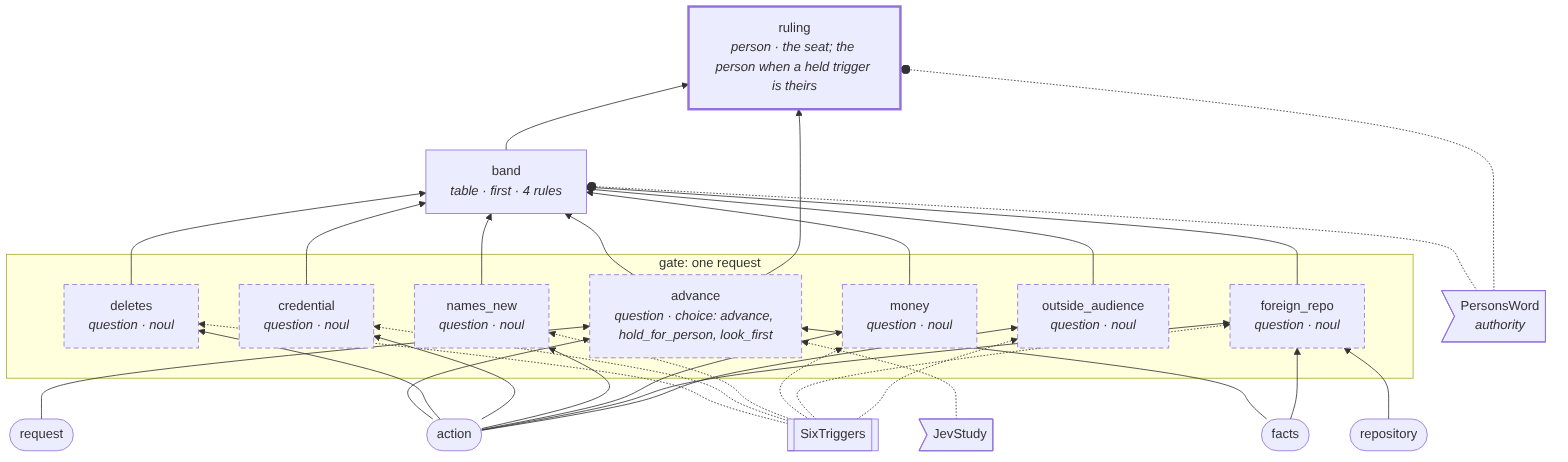 ruling
person · the seat; the
person when a held trigger
is theirs
band
table · first · 4 rules
gate: one request
deletes
question · noul
credential
question · noul
names_new
question · noul
advance
question · choice: advance,
hold_for_person, look_first
money
question · noul
outside_audience
question · noul
foreign_repo
question · noul
PersonsWord
authority
request
action
SixTriggers
JevStudy
facts
repository